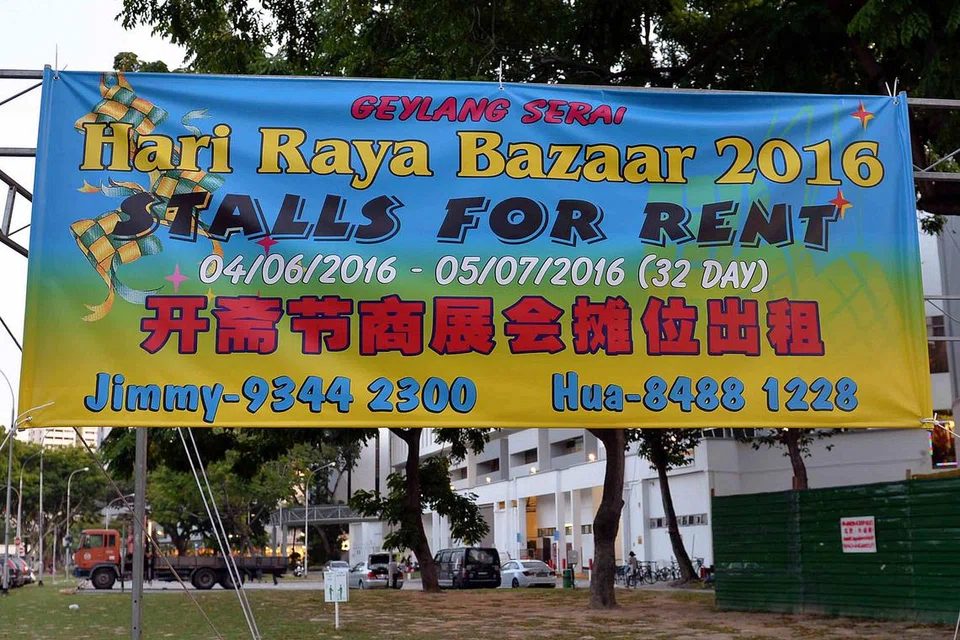 GEYLANG SERAI
Hari Raya Bazaar 2016
STALLS FOR RENT
04/06/2016 - 05/07/2016 (32 DAY)
开斋节商展会摊位出租
Jimmy-9344 2300
Hua-8488 1228